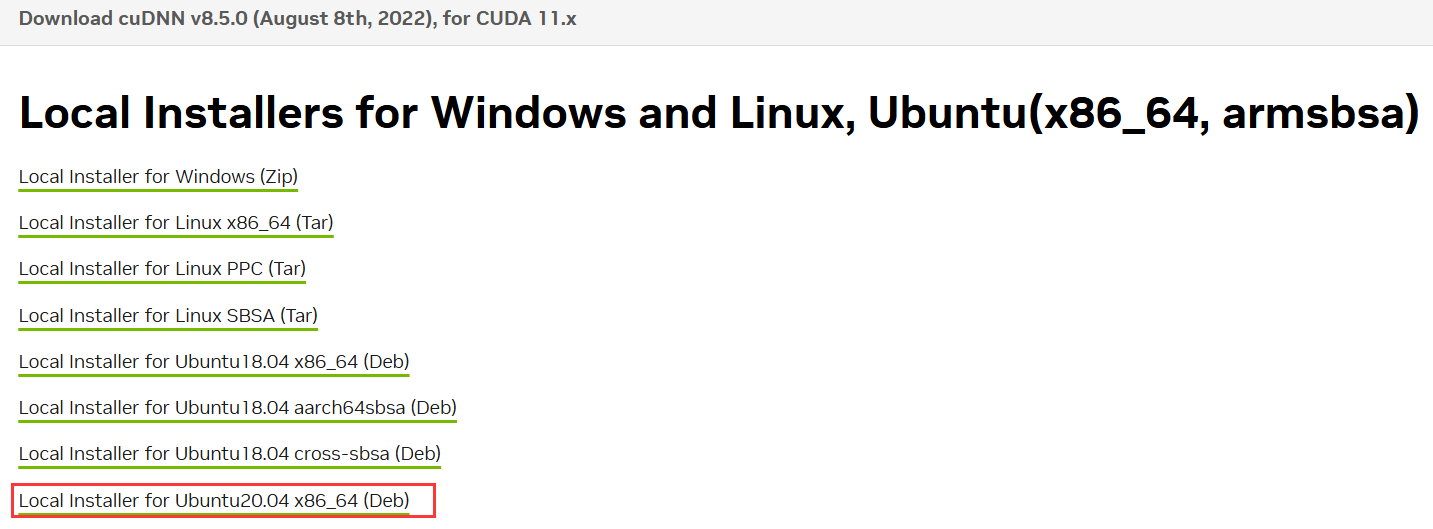 Download cuDNN v8.5.0 (August 8th, 2022), for CUDA 11.x
Local Installers for Windows and Linux, Ubuntu(x86_64, armsbsa)
Local Installer for Windows (Zip)
Local Installer for Linux x86_64 (Tar)
Local Installer for Linux PPC (Tar)
Local Installer for Linux SBSA (Tar)
Local Installer for Ubuntu18.04 x86_64 (Deb)
Local Installer for Ubuntu18.04 aarch64sbsa (Deb)
Local Installer for Ubuntu18.04 cross-sbsa (Deb)
Local Installer for Ubuntu20.04 x86_64 (Deb)